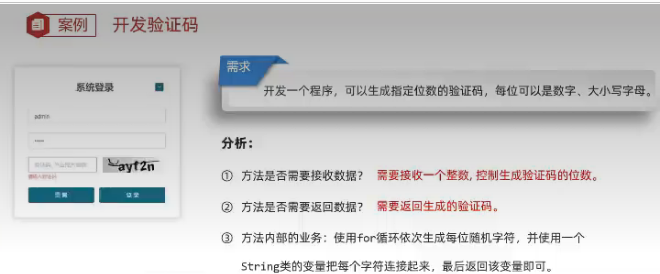 案例 开发验证码
系统登录
admin
ayf2n
需求
开发一个程序，可以生成指定位数的验证码，每位可以是数字、大小写字母。
分析：
① 方法是否需要接收数据？ 需要接收一个整数, 控制生成验证码的位数。
② 方法是否需要返回数据？ 需要返回生成的验证码。
③ 方法内部的业务：使用for循环依次生成每位随机字符，并使用一个
String类的变量把每个字符连接起来，最后返回该变量即可。